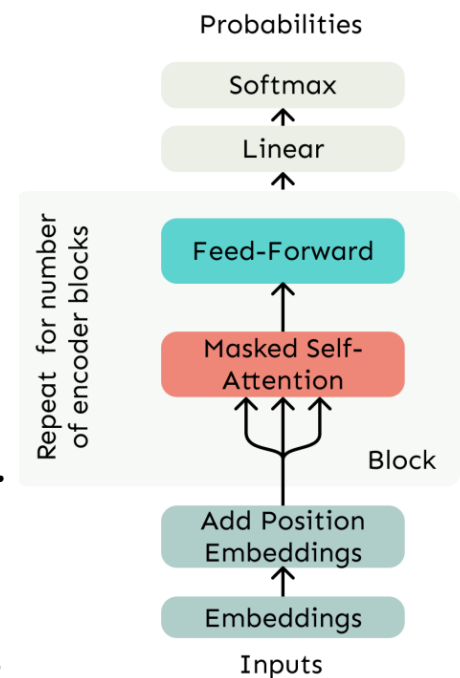 Probabilities
Softmax
Linear
Repeat for number
of encoder blocks
Feed-Forward
Masked Self-
Attention
Block
Add Position
Embeddings
Embeddings
Inputs